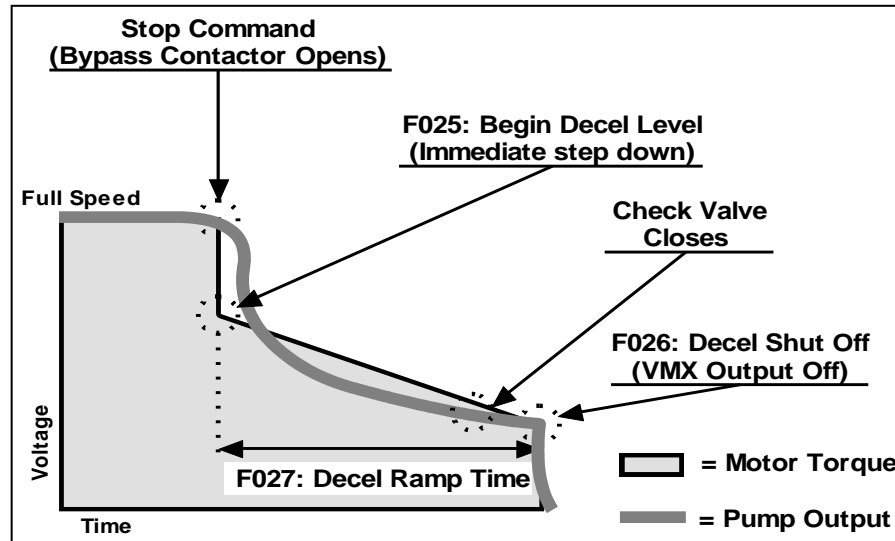 Stop Command
(Bypass Contactor Opens)
F025: Begin Decel Level
(Immediate step down)
Full Speed
Check Valve
Closes
F026: Decel Shut Off
(VMX Output Off)
Voltage
F027: Decel Ramp Time
= Motor Torque
= Pump Output
Time